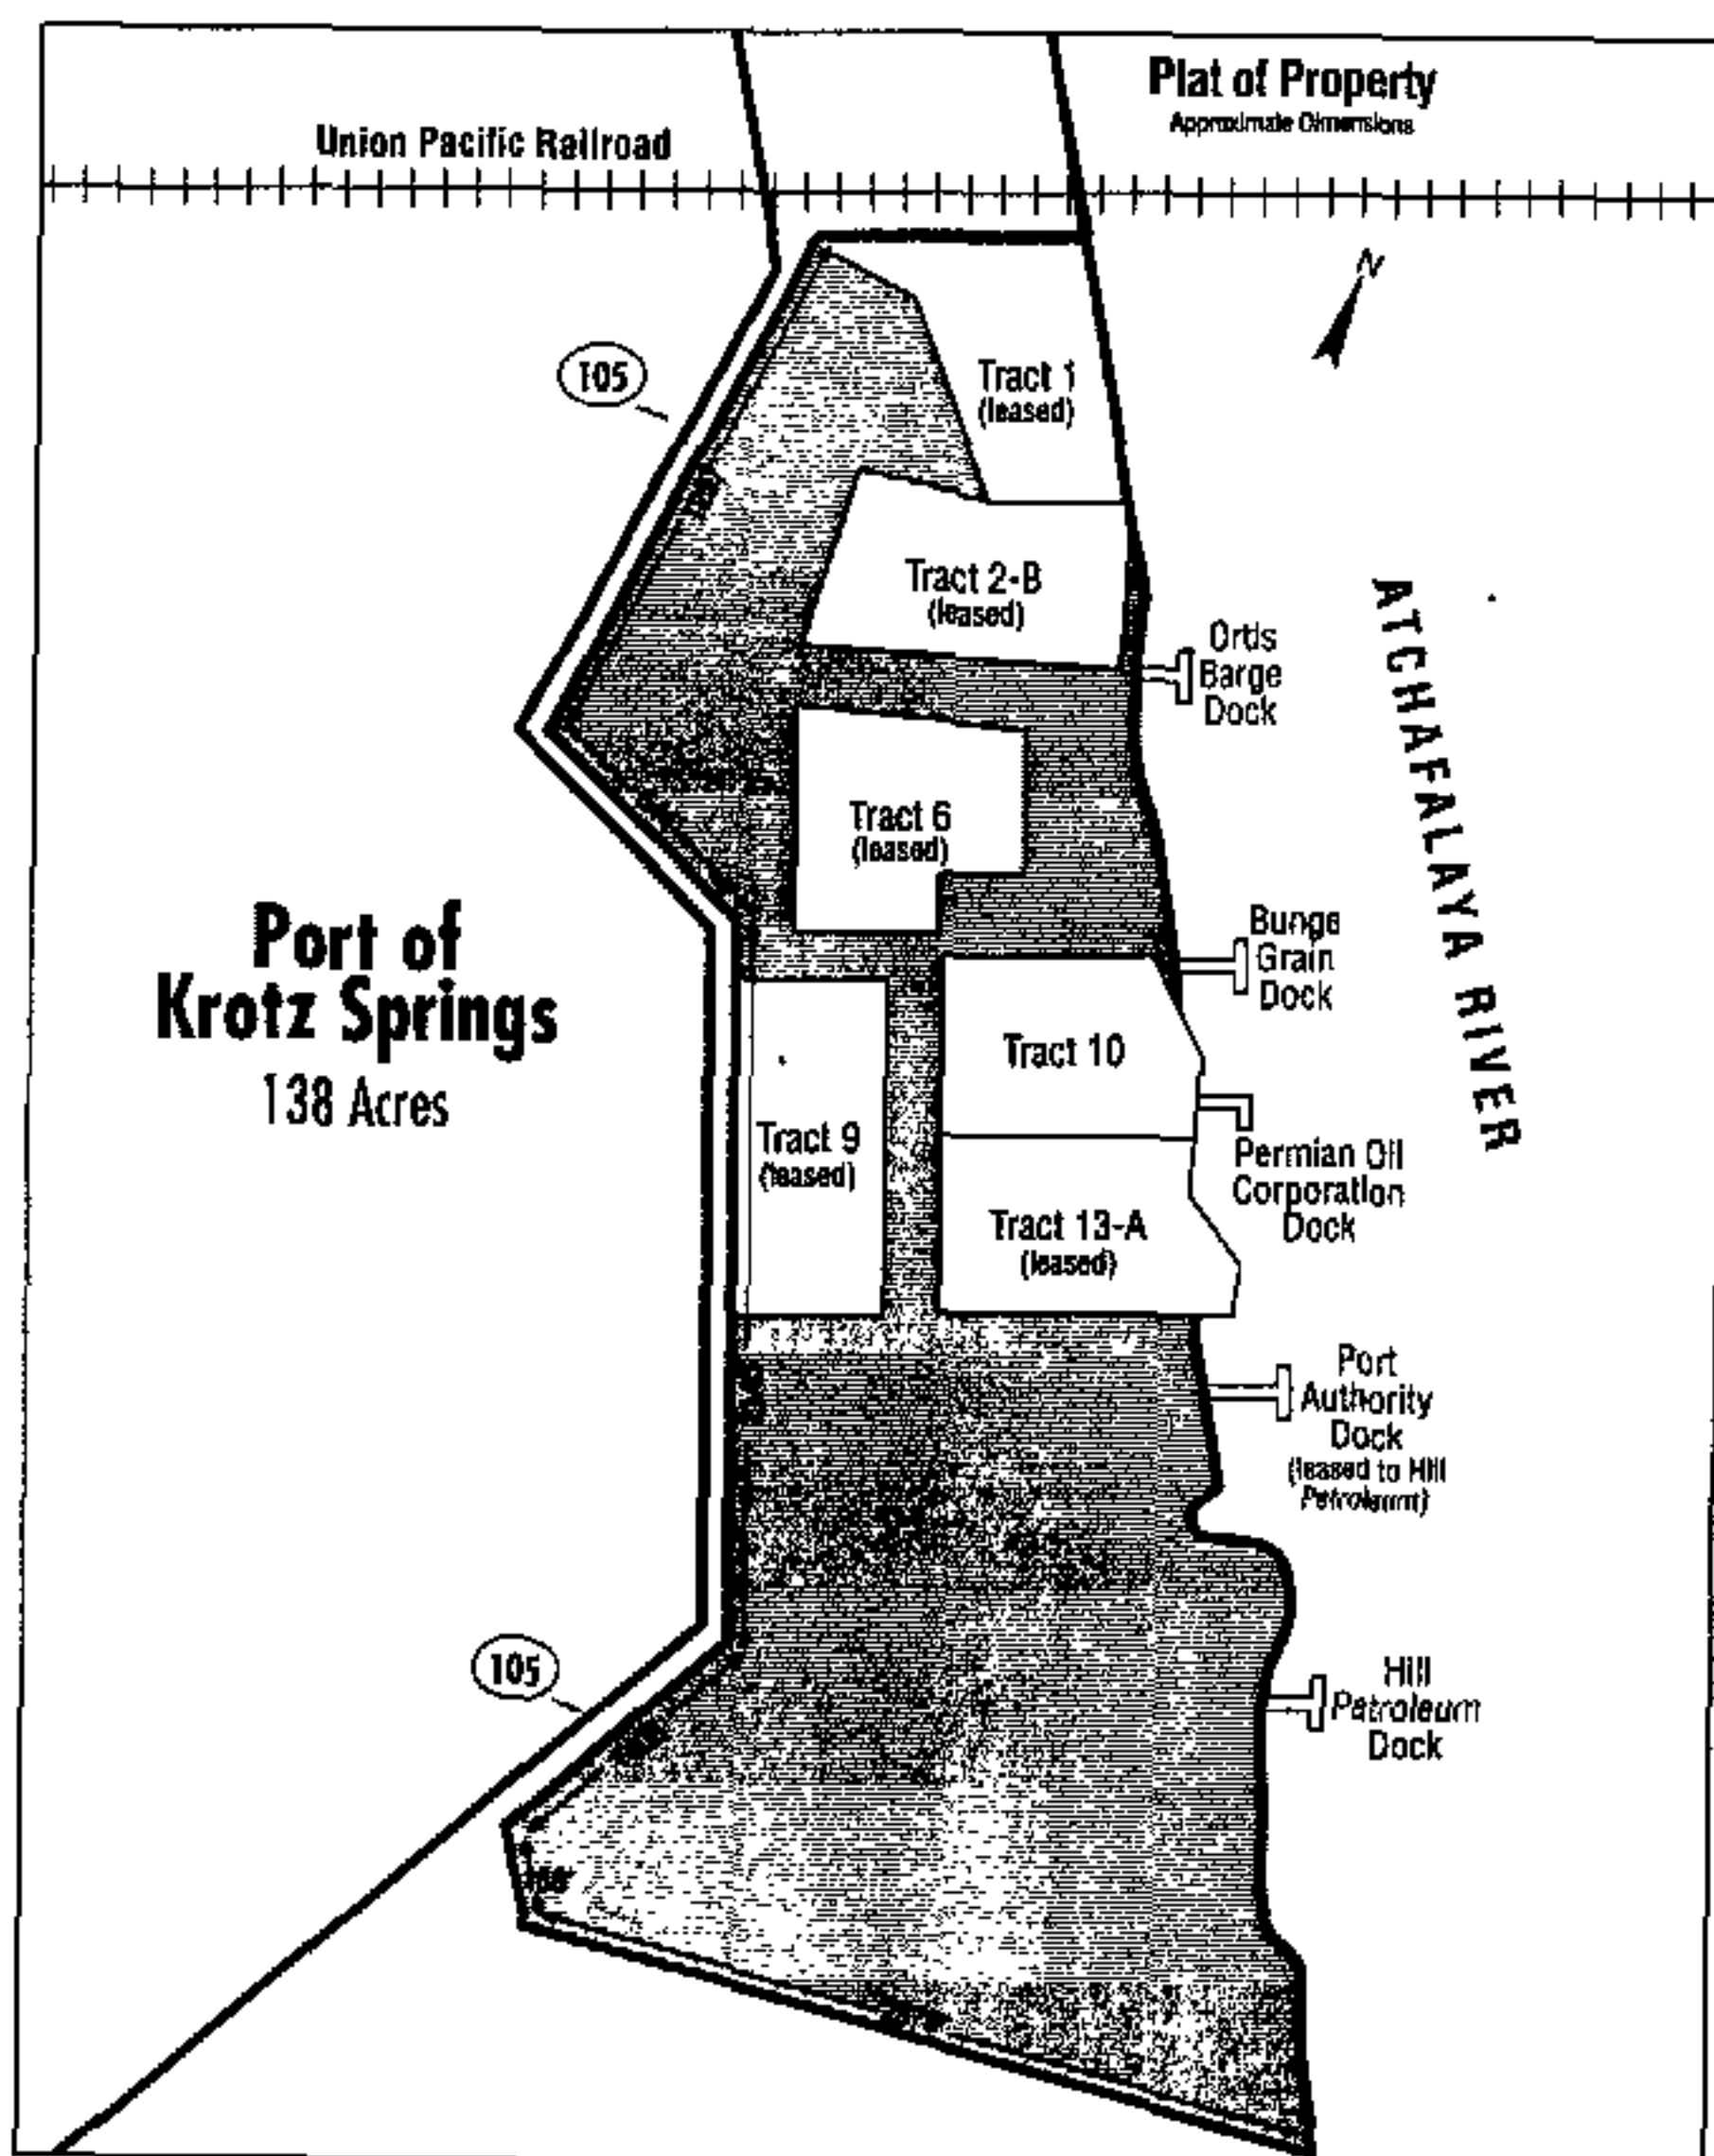 Plat of Property
Approximate Dimensions
Union Pacific Railroad
N
105
Tract 1
(leased)
Tract 2-B
(leased)
Ortis
Barge
Dock
ATCHAFALAYA RIVER
Tract 6
(leased)
Port of
Krotz Springs
138 Acres
Bunge
Grain
Dock
Tract 10
Tract 9
(leased)
Permian Oil
Corporation
Dock
Tract 13-A
(leased)
Port
Authority
Dock
(leased to Hill
Petroleum)
105
Hill
Petroleum
Dock